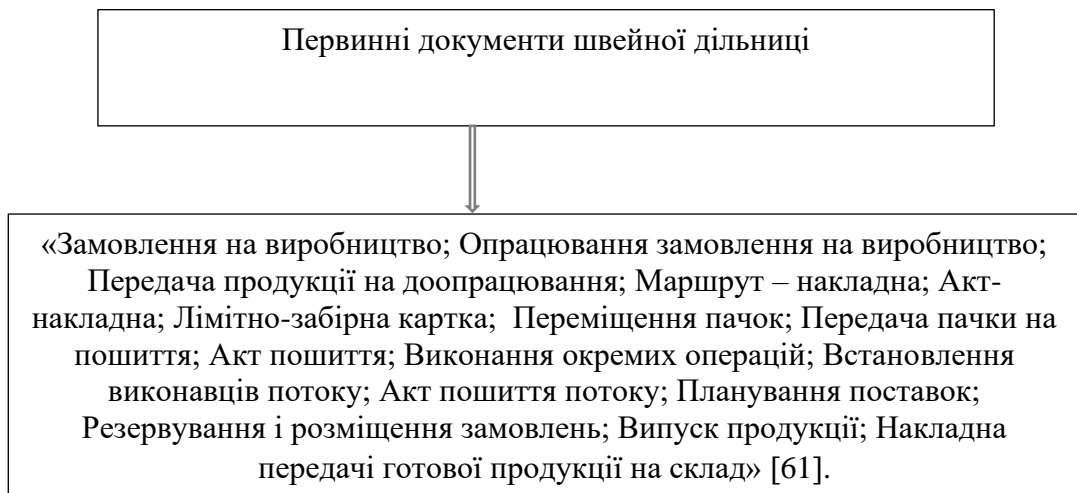 Первинні документи швейної дільниці
«Замовлення на виробництво; Опрацювання замовлення на виробництво;
Передача продукції на доопрацювання; Маршрут – накладна; Акт-
накладна; Лімітно-забірна картка; Переміщення пачок; Передача пачки на
пошиття; Акт пошиття; Виконання окремих операцій; Встановлення
виконавців потоку; Акт пошиття потоку; Планування поставок;
Резервування і розміщення замовлень; Випуск продукції; Накладна
передачі готової продукції на склад» [61].